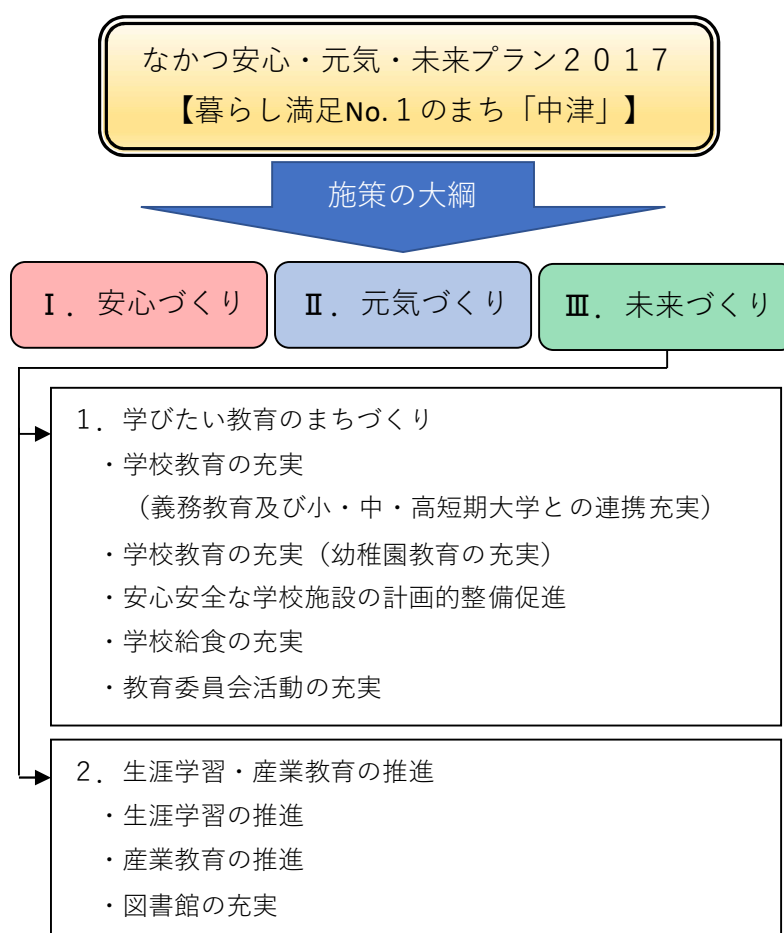 なかつ安心・元気・未来プラン２０１７
【暮らし満足No.１のまち「中津」】
施策の大綱
Ⅰ．安心づくり
Ⅱ．元気づくり
Ⅲ．未来づくり
１．学びたい教育のまちづくり
・学校教育の充実
（義務教育及び小・中・高短期大学との連携充実）
・学校教育の充実（幼稚園教育の充実）
・安心安全な学校施設の計画的整備促進
・学校給食の充実
・教育委員会活動の充実
２．生涯学習・産業教育の推進
・生涯学習の推進
・産業教育の推進
・図書館の充実